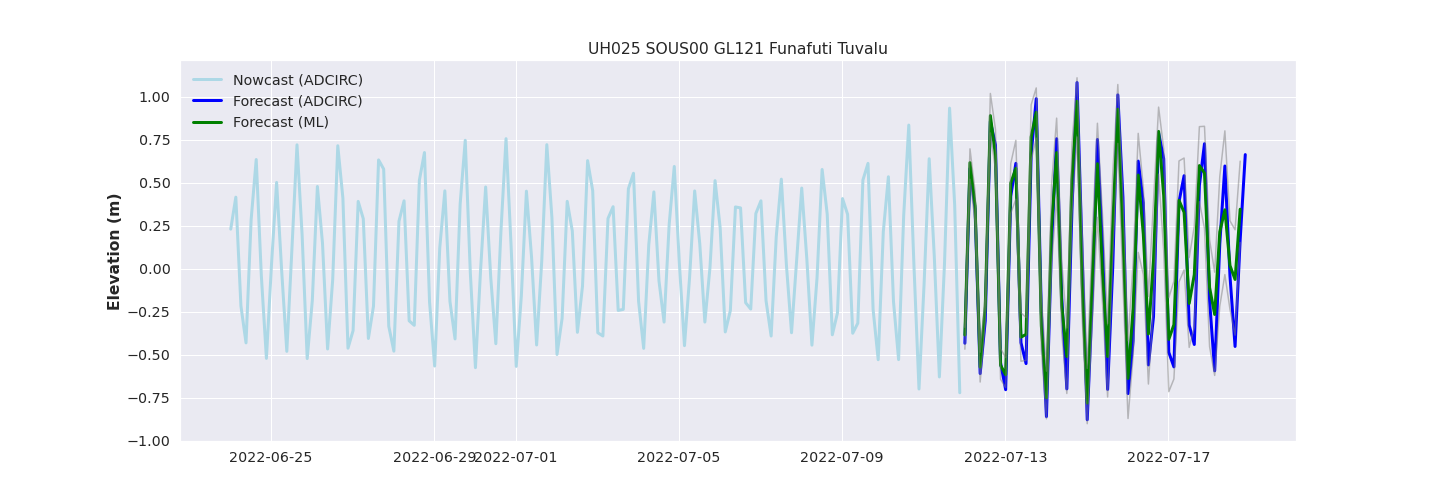 UH025 SOUS00 GL121 Funafuti Tuvalu
Nowcast (ADCIRC)
Forecast (ADCIRC)
Forecast (ML)
Elevation (m)
1.00
0.75
0.50
0.25
0.00
−0.25
−0.50
−0.75
−1.00
2022-06-25 2022-06-29 2022-07-01 2022-07-05 2022-07-09 2022-07-13 2022-07-17